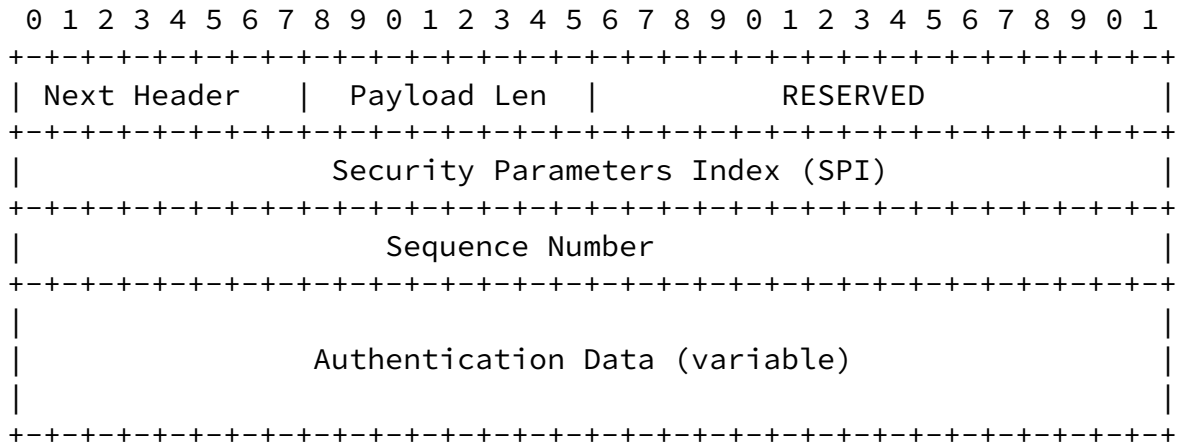 0 1 2 3 4 5 6 7 8 9 0 1 2 3 4 5 6 7 8 9 0 1 2 3 4 5 6 7 8 9 0 1
+-+-+-+-+-+-+-+-+-+-+-+-+-+-+-+-+-+-+-+-+-+-+-+-+-+-+-+-+-+-+-+-+
| Next Header   |  Payload Len  |          RESERVED             |
+-+-+-+-+-+-+-+-+-+-+-+-+-+-+-+-+-+-+-+-+-+-+-+-+-+-+-+-+-+-+-+-+
|                 Security Parameters Index (SPI)               |
+-+-+-+-+-+-+-+-+-+-+-+-+-+-+-+-+-+-+-+-+-+-+-+-+-+-+-+-+-+-+-+-+
|                    Sequence Number                            |
+-+-+-+-+-+-+-+-+-+-+-+-+-+-+-+-+-+-+-+-+-+-+-+-+-+-+-+-+-+-+-+-+
|                                                               |
|                Authentication Data (variable)                 |
|                                                               |
+-+-+-+-+-+-+-+-+-+-+-+-+-+-+-+-+-+-+-+-+-+-+-+-+-+-+-+-+-+-+-+-+